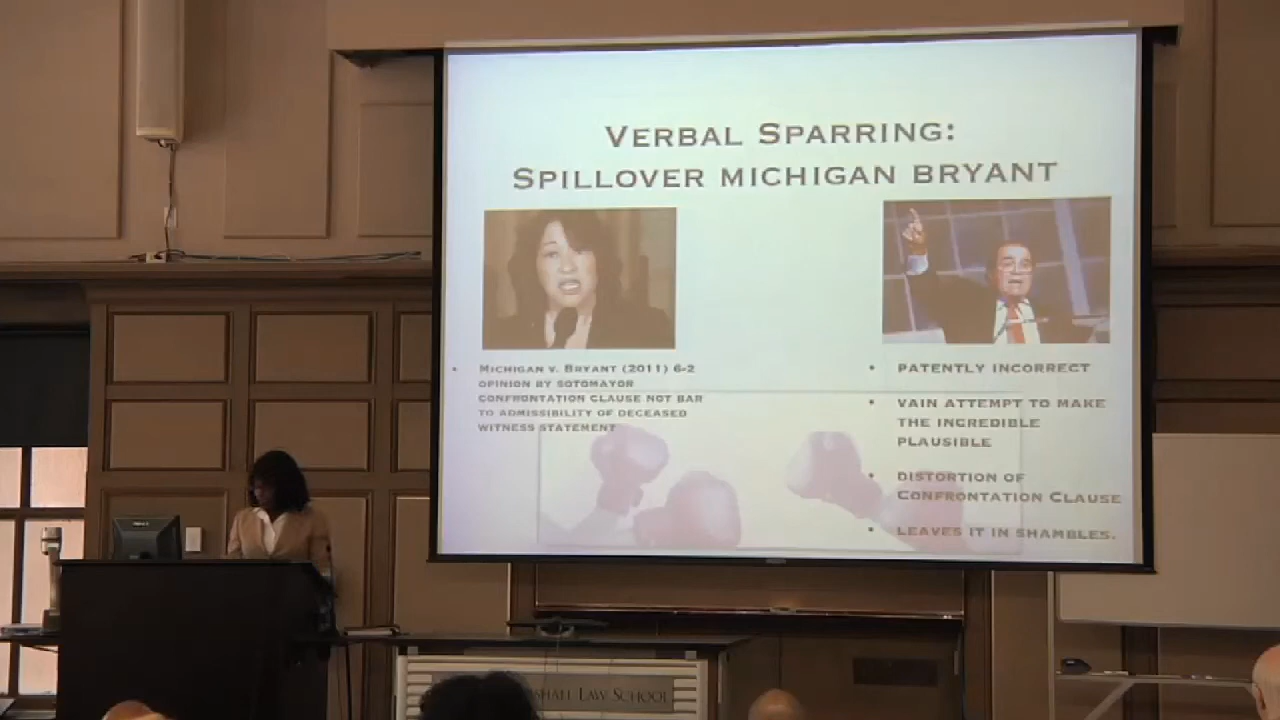 VERBAL SPARRING:
SPILLOVER MICHIGAN BRYANT
• MICHIGAN V. BRYANT (2011) 6-2
OPINION BY SOTOMAYOR
CONFRONTATION CLAUSE NOT BAR
TO ADMISSIBILITY OF DECEASED
WITNESS STATEMENT
• PATENTLY INCORRECT
• VAIN ATTEMPT TO MAKE
THE INCREDIBLE
PLAUSIBLE
• DISTORTION OF
CONFRONTATION CLAUSE
• LEAVES IT IN SHAMBLES.
LAW SCHOOL